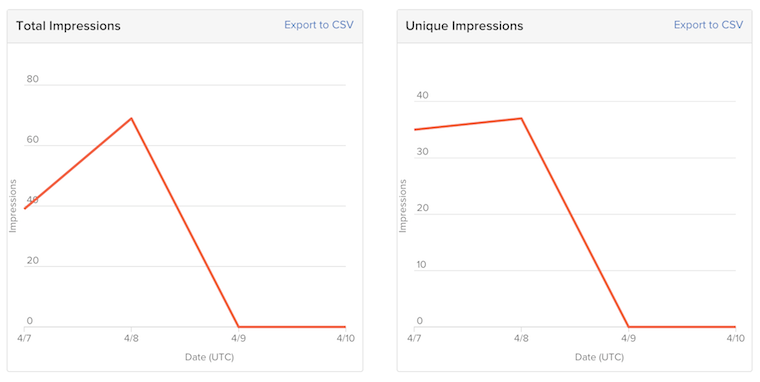 Total Impressions
Export to CSV
80
60
40
20
0
Impressions
4/7
4/8
4/9
4/10
Date (UTC)
Unique Impressions
Export to CSV
40
30
20
10
0
Impressions
4/7
4/8
4/9
4/10
Date (UTC)